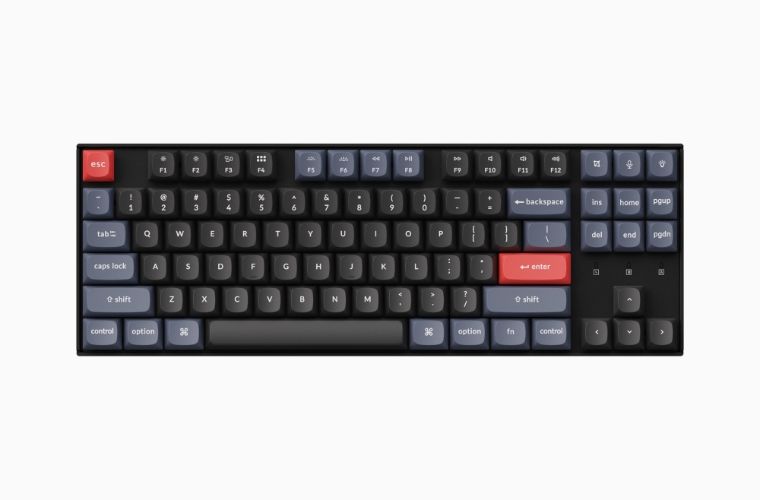 esc F1 F2 F3 F4 F5 F6 F7 F8 F9 F10 F11 F12
~ ! @ # $ % ^ & * ( ) — +
` 1 2 3 4 5 6 7 8 9 0 - = ← backspace ins home pgup
tab Q W E R T Y U I O P { [ } ] | \ del end pgdn
caps lock A S D F G H J K L : ; " ' enter
⇧ shift Z X C V B N M < , > . ? / ⇧ shift
control option ⌘ ⌘ option fn control